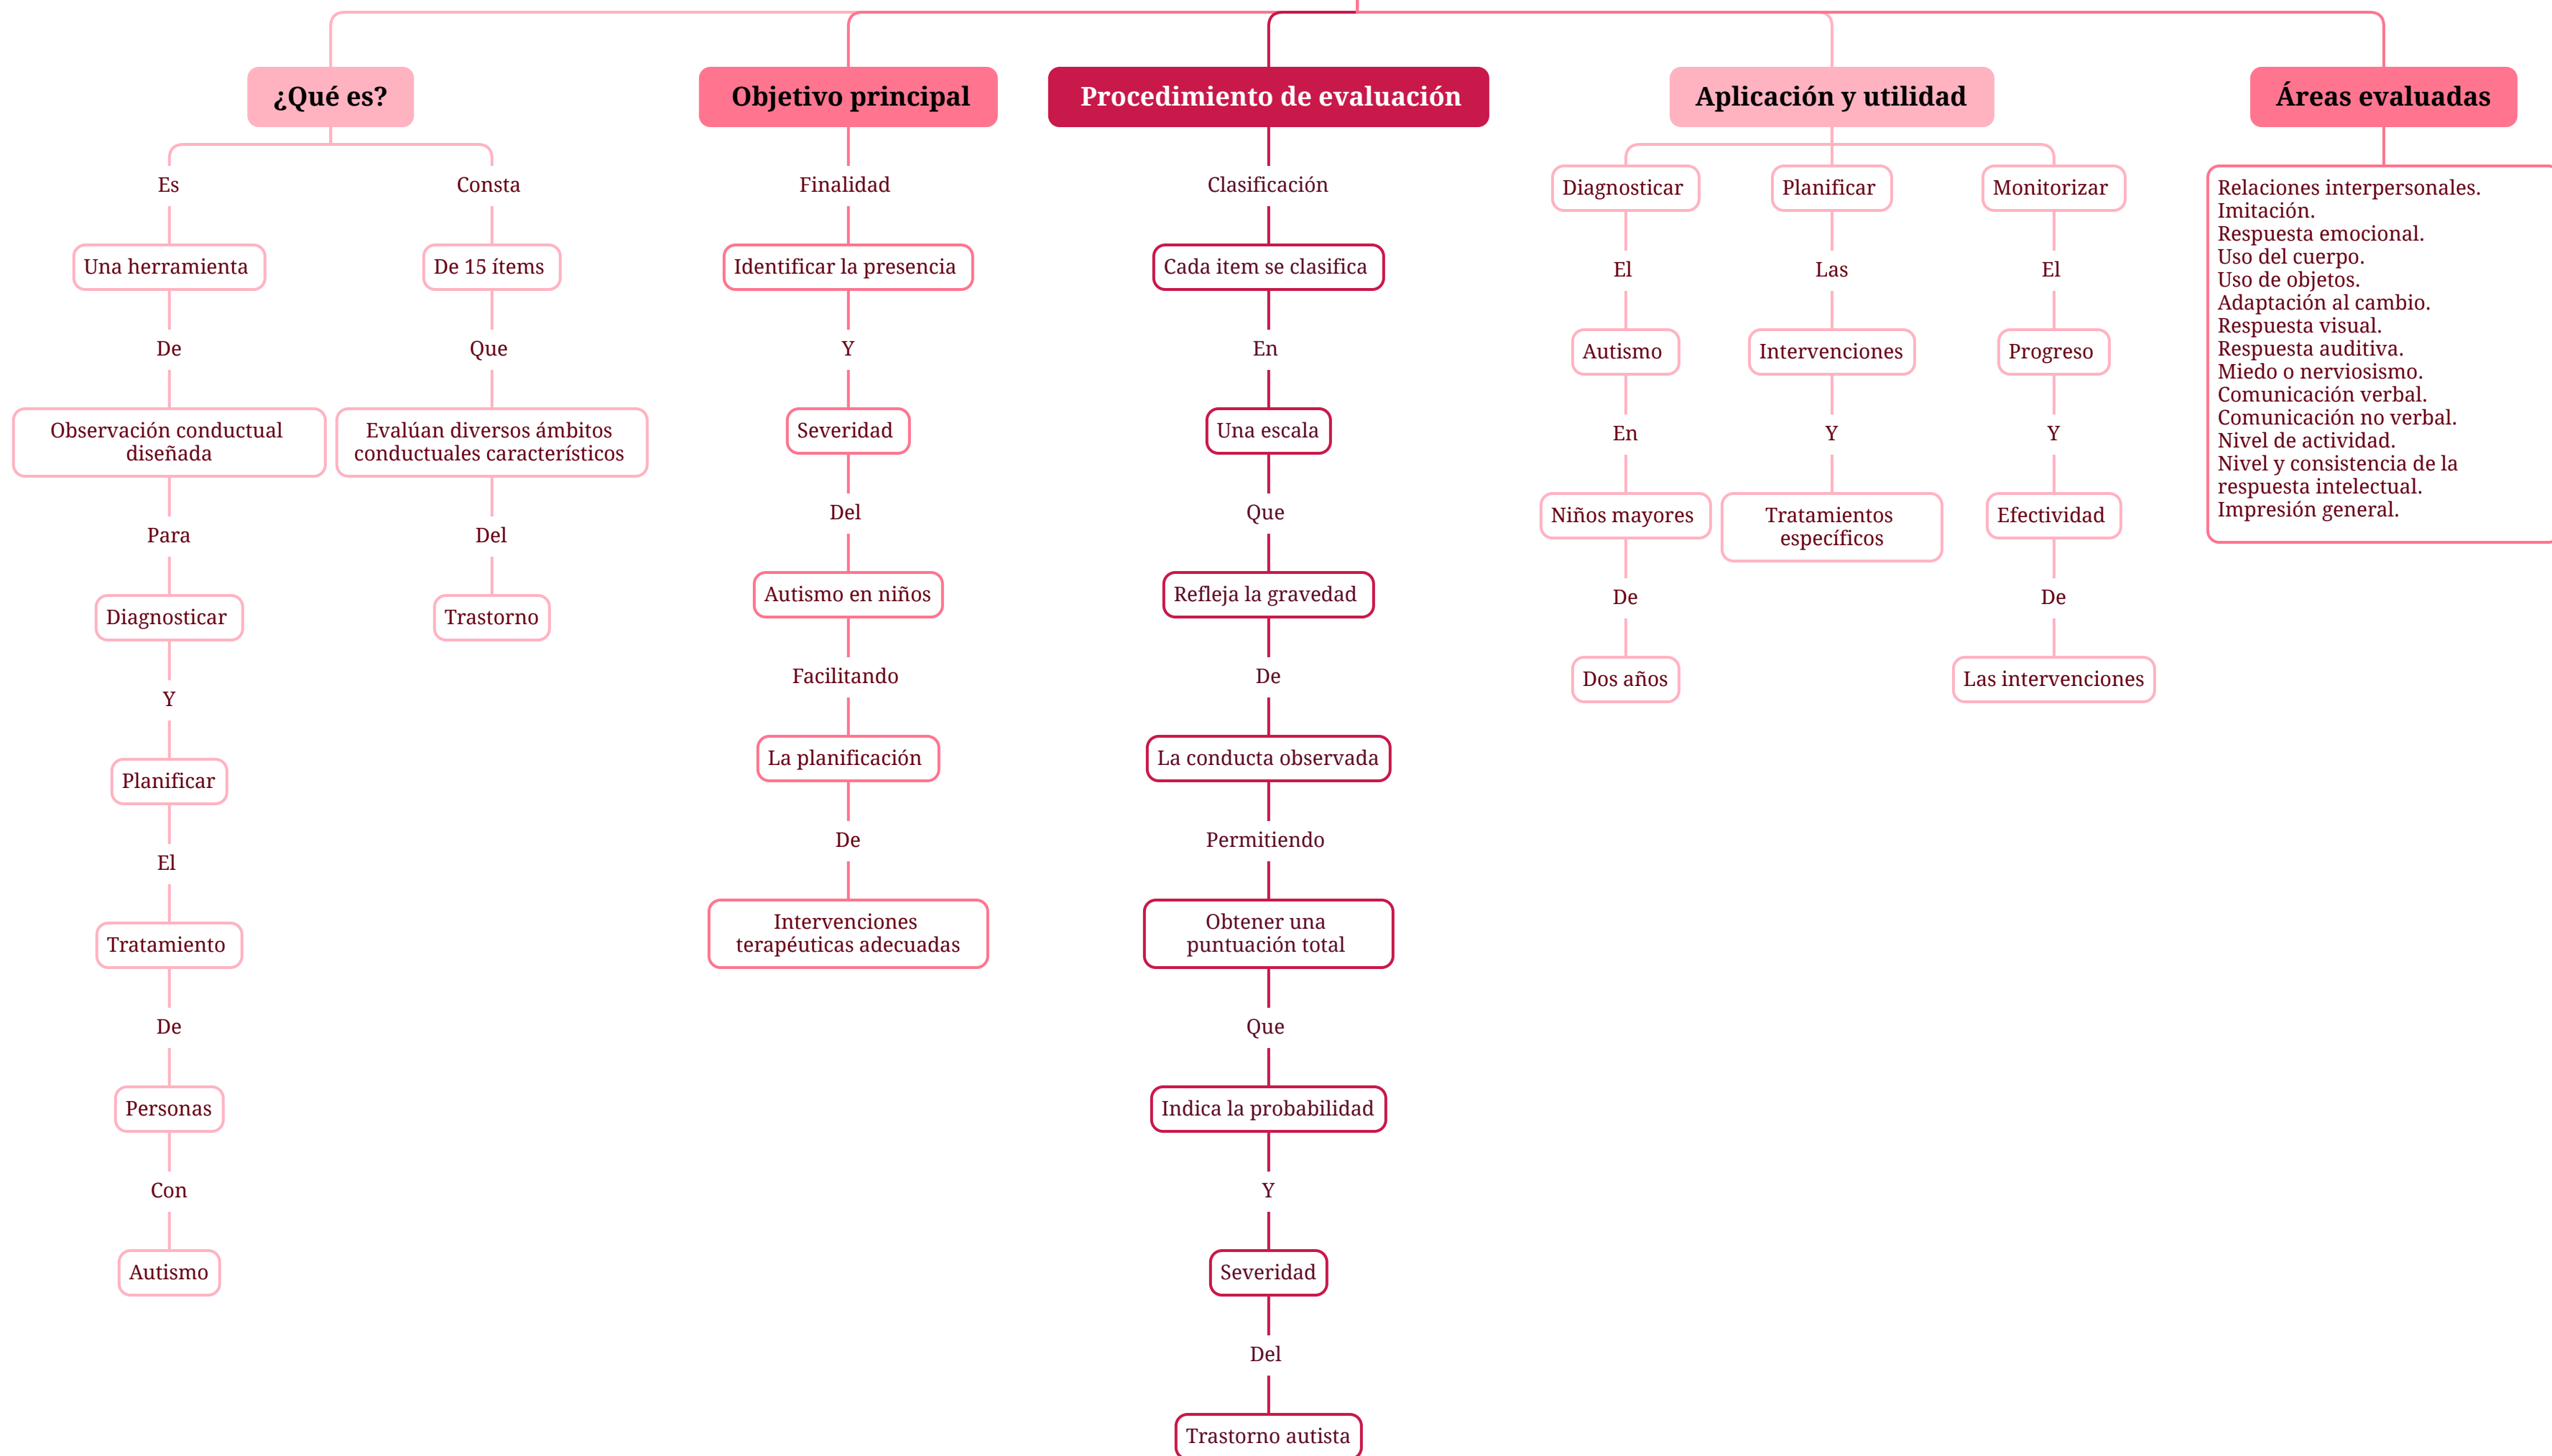 ¿Qué es?
Es
Una herramienta
De
Observación conductual
diseñada
Para
Diagnosticar
Y
Planificar
El
Tratamiento
De
Personas
Con
Autismo
Consta
De 15 ítems
Que
Evalúan diversos ámbitos
conductuales característicos
Del
Trastorno
Objetivo principal
Finalidad
Identificar la presencia
Y
Severidad
Del
Autismo en niños
Facilitando
La planificación
De
Intervenciones
terapéuticas adecuadas
Procedimiento de evaluación
Clasificación
Cada item se clasifica
En
Una escala
Que
Refleja la gravedad
De
La conducta observada
Permitiendo
Obtener una
puntuación total
Que
Indica la probabilidad
Y
Severidad
Del
Trastorno autista
Aplicación y utilidad
Diagnosticar
El
Autismo
En
Niños mayores
De
Dos años
Planificar
Las
Intervenciones
Y
Tratamientos
específicos
Monitorizar
El
Progreso
Y
Efectividad
De
Las intervenciones
Áreas evaluadas
Relaciones interpersonales.
Imitación.
Respuesta emocional.
Uso del cuerpo.
Uso de objetos.
Adaptación al cambio.
Respuesta visual.
Respuesta auditiva.
Miedo o nerviosismo.
Comunicación verbal.
Comunicación no verbal.
Nivel de actividad.
Nivel y consistencia de la
respuesta intelectual.
Impresión general.